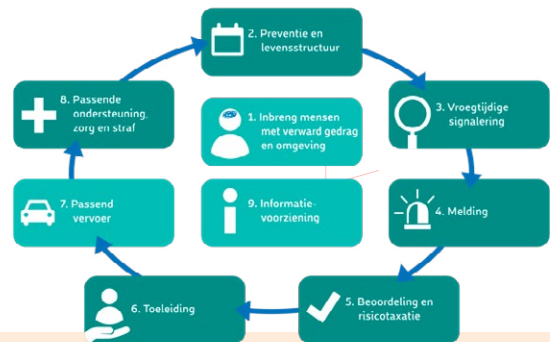 2. Preventie en
levensstructuur
8. Passende
ondersteuning,
zorg en straf
1. Inbreng mensen
met verward gedrag
en omgeving
3. Vroegtijdige
signalering
7. Passend
vervoer
9. Informatie-
voorziening
4. Melding
6. Toeleiding
5. Beoordeling en
risicotaxatie